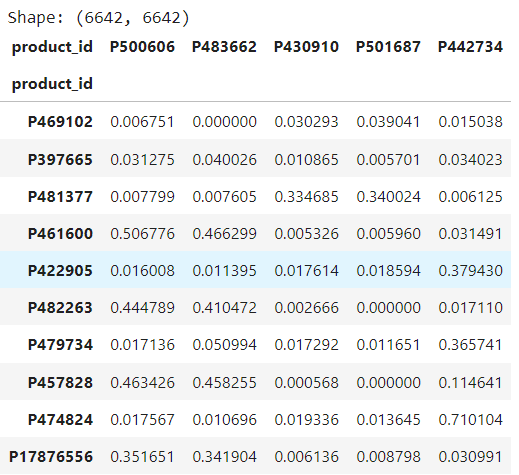 Shape: (6642, 6642)
product_id P500606 P483662 P430910 P501687 P442734
product_id
P469102 0.006751 0.000000 0.030293 0.039041 0.015038
P397665 0.031275 0.040026 0.010865 0.005701 0.034023
P481377 0.007799 0.007605 0.334685 0.340024 0.006125
P461600 0.506776 0.466299 0.005326 0.005960 0.031491
P422905 0.016008 0.011395 0.017614 0.018594 0.379430
P482263 0.444789 0.410472 0.002666 0.000000 0.017110
P479734 0.017136 0.050994 0.017292 0.011651 0.365741
P457828 0.463426 0.458255 0.000568 0.000000 0.114641
P474824 0.017567 0.010696 0.019336 0.013645 0.710104
P17876556 0.351651 0.341904 0.006136 0.008798 0.030991